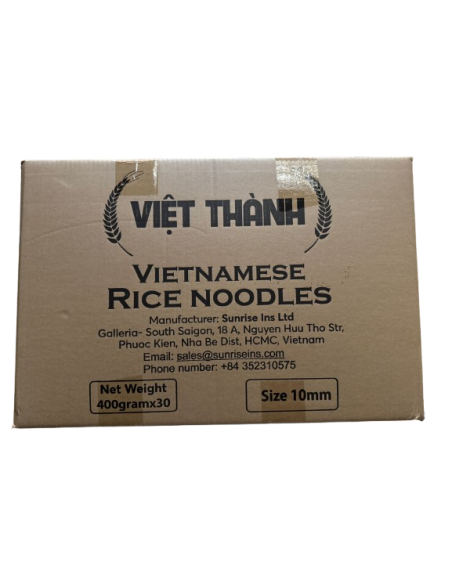 VIỆT THÀNH
VIETNAMESE
RICE NOODLES
Manufacturer: Sunrise Ins Ltd
Galleria- South Saigon, 18 A, Nguyen Huu Tho Str,
Phuoc Kien, Nha Be Dist, HCMC, Vietnam
Email: sales@sunriseins.com
Phone number: +84 352310575
Net Weight
400gramx30
Size 10mm